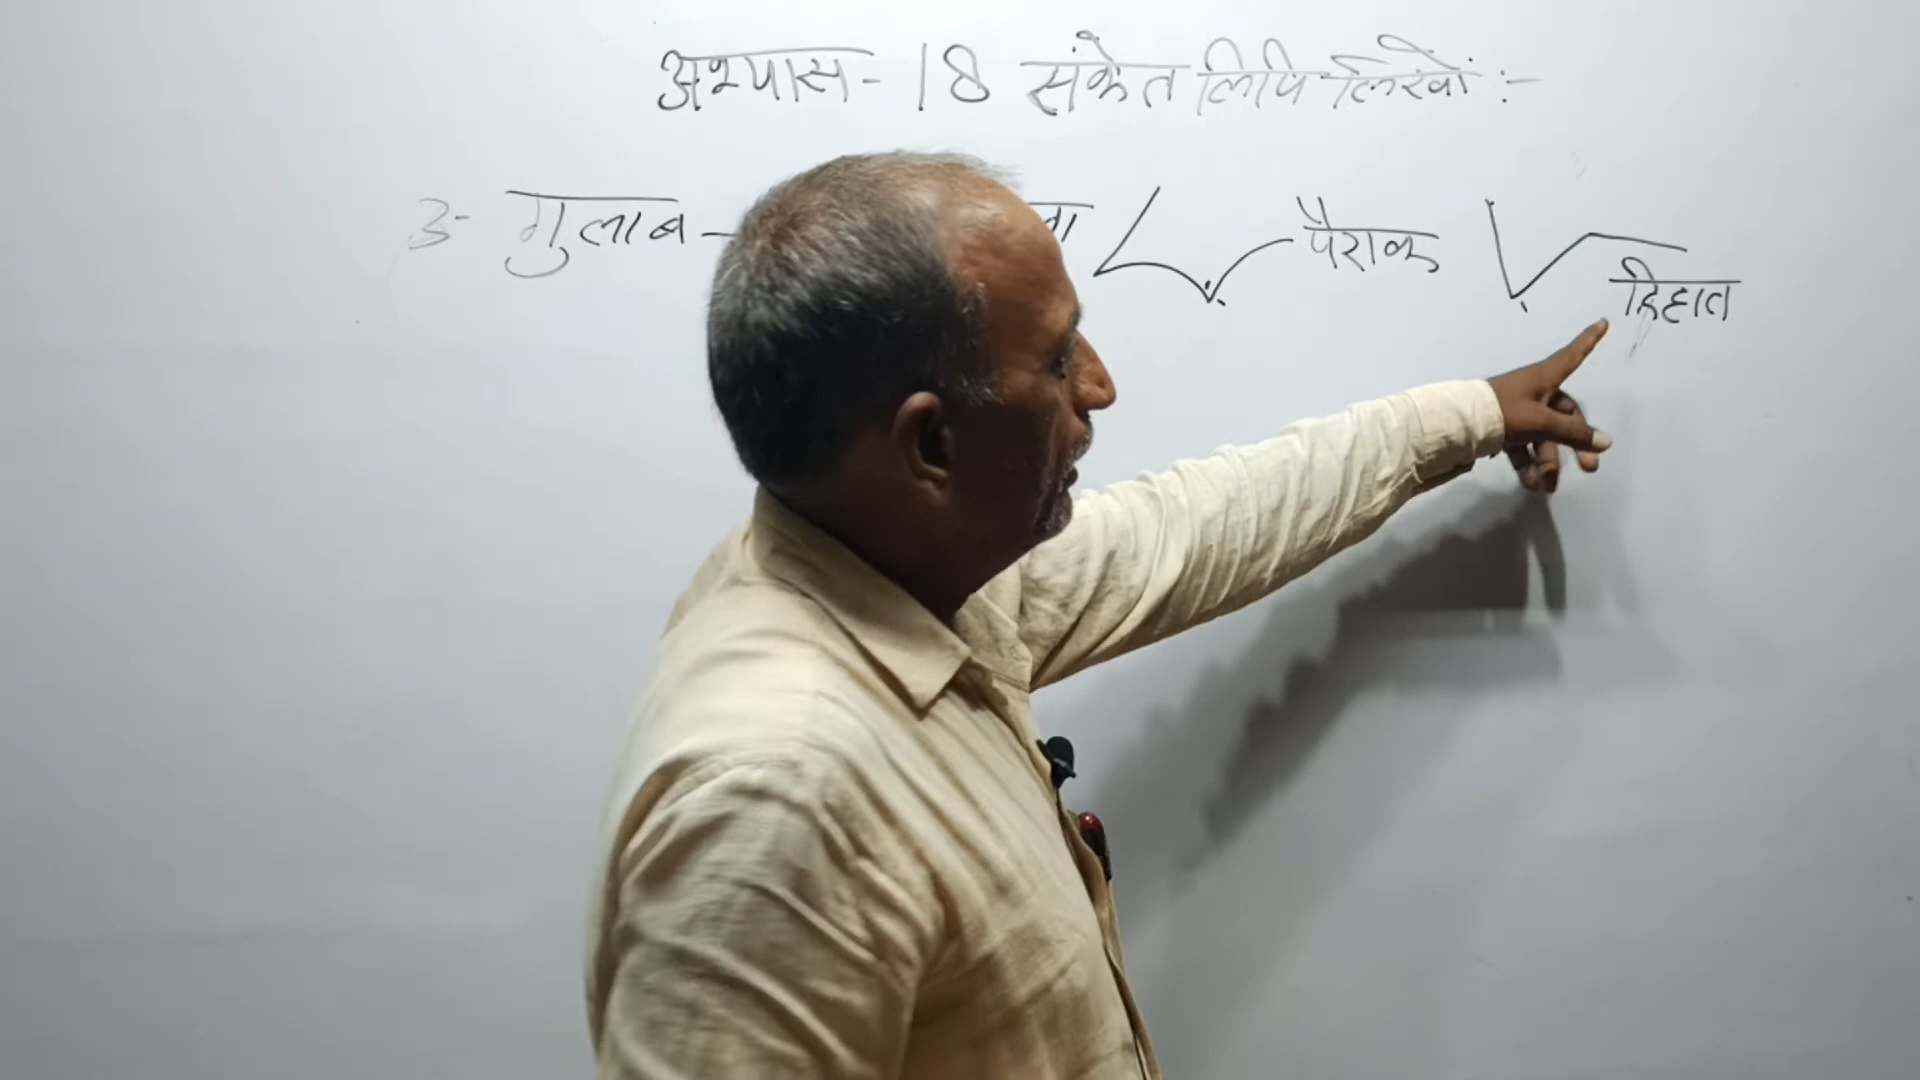 अभ्यास - 18 संकेत लिपि लिखों :-
3- गुलाब - पैराक